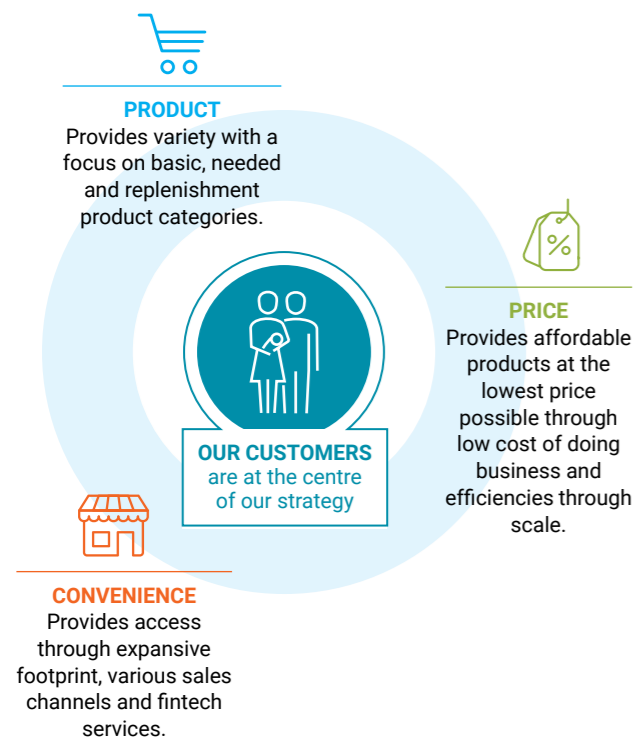 PRODUCT
Provides variety with a
focus on basic, needed
and replenishment
product categories.
%
PRICE
Provides affordable
products at the
lowest price
possible through
low cost of doing
business and
efficiencies through
scale.
OUR CUSTOMERS
are at the centre
of our strategy
CONVENIENCE
Provides access
through expansive
footprint, various sales
channels and fintech
services.